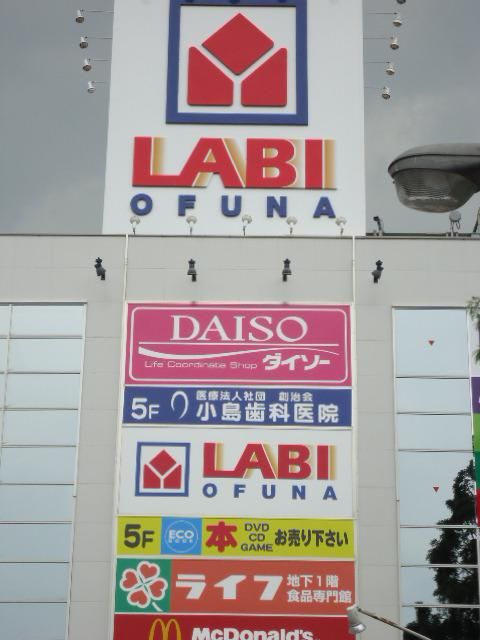 LABI
OFUNA
DAISO
Life Coordinate Shop ダイソー
医療法人社団 創治会
5F 小島歯科医院
LABI
OFUNA
5F ECO 本 DVD CD GAME お売り下さい
ライフ 地下1階 食品専門館
McDonald's